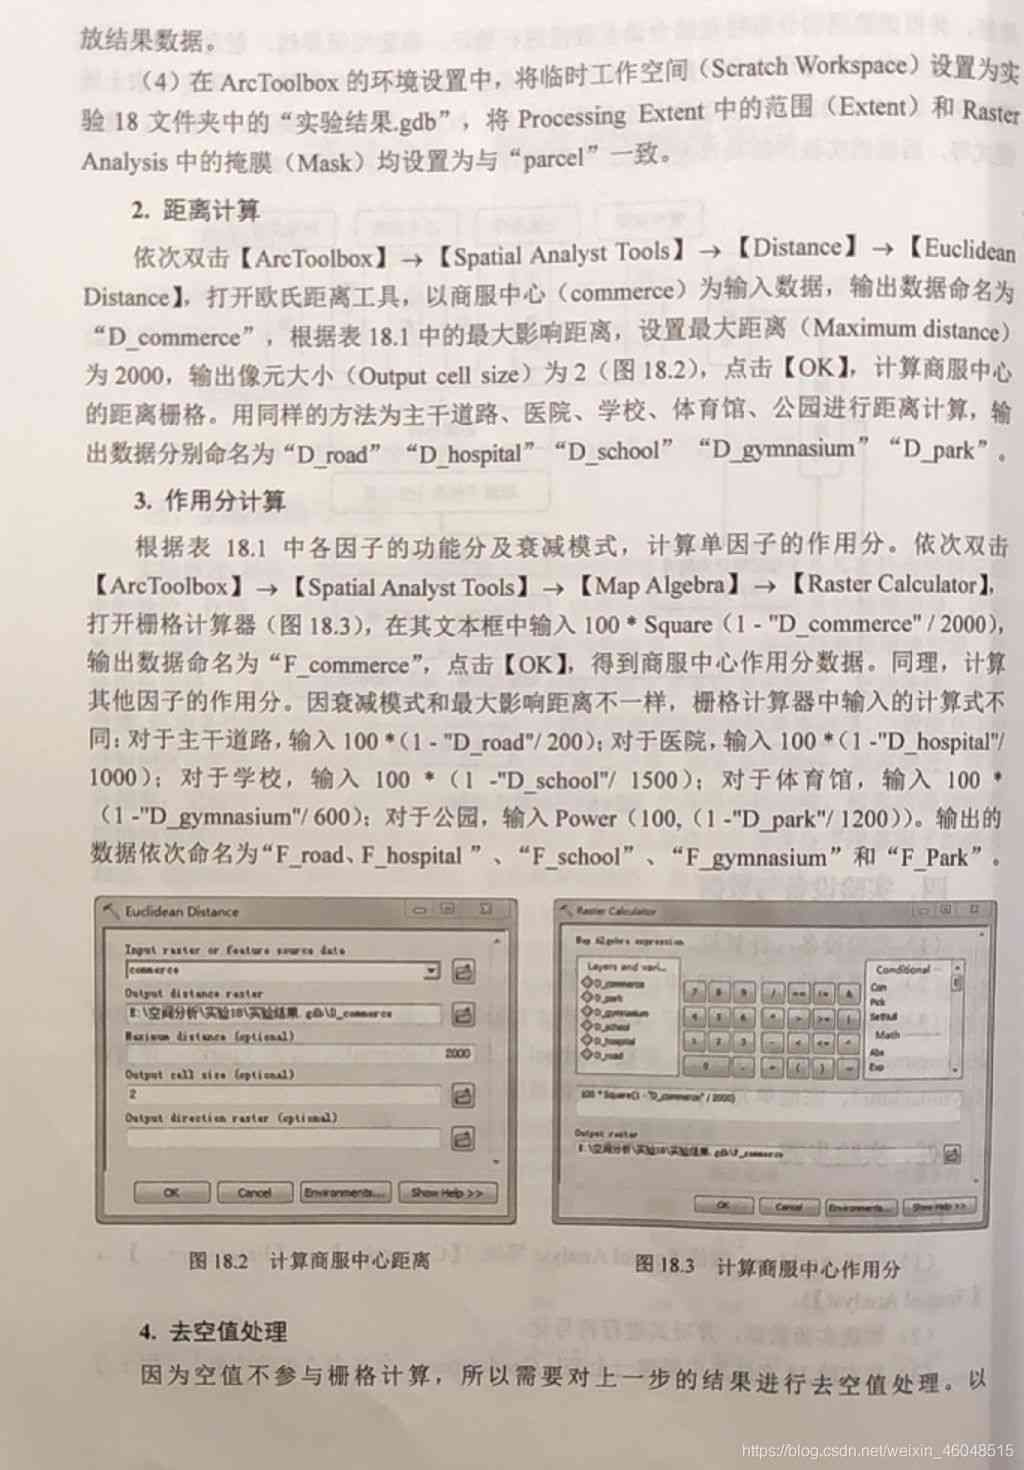 放结果数据。
（4）在 ArcToolbox 的环境设置中，将临时工作空间（Scratch Workspace）设置为实
验 18 文件夹中的“实验结果.gdb”，将 Processing Extent 中的范围（Extent）和 Raster
Analysis 中的掩膜（Mask）均设置为与“parcel”一致。
2. 距离计算
依次双击【ArcToolbox】→【Spatial Analyst Tools】→【Distance】→【Euclidean
Distance】，打开欧氏距离工具，以商服中心（commerce）为输入数据，输出数据命名为
“D_commerce”，根据表 18.1 中的最大影响距离，设置最大距离（Maximum distance）
为 2000，输出像元大小（Output cell size）为 2（图 18.2），点击【OK】，计算商服中心
的距离栅格。用同样的方法为主干道路、医院、学校、体育馆、公园进行距离计算，输
出数据分别命名为“D_road” “D_hospital” “D_school” “D_gymnasium” “D_park”。
3. 作用分计算
根据表 18.1 中各因子的功能分及衰减模式，计算单因子的作用分。依次双击
【ArcToolbox】→【Spatial Analyst Tools】→【Map Algebra】→【Raster Calculator】，
打开栅格计算器（图 18.3），在其文本框中输入 100 * Square（1 - "D_commerce" / 2000），
输出数据命名为“F_commerce”，点击【OK】，得到商服中心作用分数据。同理，计算
其他因子的作用分。因衰减模式和最大影响距离不一样，栅格计算器中输入的计算式不
同：对于主干道路，输入 100 *（1 - "D_road"/ 200）；对于医院，输入 100 *（1 -"D_hospital"/
1000）；对于学校，输入 100 *（1 -"D_school"/ 1500）；对于体育馆，输入 100 *
（1 -"D_gymnasium"/ 600）；对于公园，输入 Power（100,（1 -"D_park"/ 1200））。输出的
数据依次命名为“F_road、F_hospital ”、“F_school”、“F_gymnasium”和“F_Park”。
Euclidean Distance
Input raster or feature source data
commerce
Output distance raster
E:\空间分析\实验18\实验结果.gdb\D_commerce
Maximum distance (optional)
2000
Output cell size (optional)
2
Output direction raster (optional)
OK Cancel Environments... Show Help >>
Raster Calculator
Map Algebra expression
Layers and vari...
D_commerce
D_park
D_gymnasium
D_school
D_hospital
D_road
7 8 9 / == != &
4 5 6 * > >= |
1 2 3 - < <= ^
0 . + ( ) ~
Conditional
Con
Pick
SetNull
Math
Abs
Exp
100 * Square(1 - "D_commerce" / 2000)
Output raster
E:\空间分析\实验18\实验结果.gdb\F_commerce
OK Cancel Environments... Show Help >>
图 18.2 计算商服中心距离
图 18.3 计算商服中心作用分
4. 去空值处理
因为空值不参与栅格计算，所以需要对上一步的结果进行去空值处理。以
https://blog.csdn.net/weixin_46048515